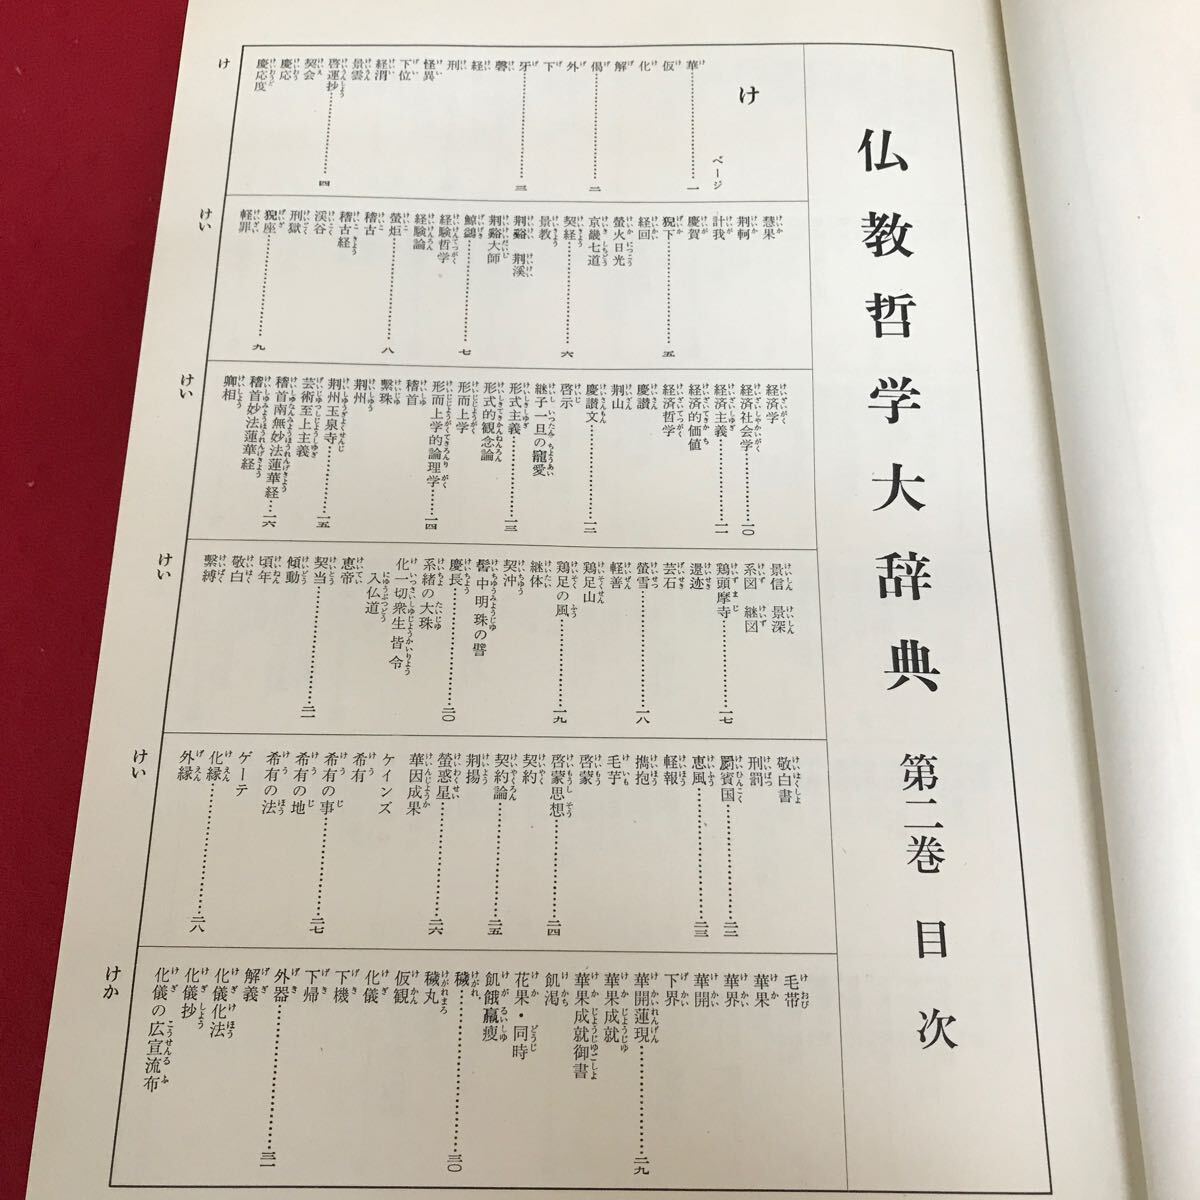 仏教哲学大辞典 第二巻 目次
け
ページ
華……一
仮
化
解
偈……二
外
下
牙……三
磬
経
刑
怪異
下位
経渭
景雲
啓運抄……四
契会
慶応
慶応度
け
慧果
荊軻
計我
慶賀
猊下……五
経回
螢火日光
京畿七道
契経……六
景教
荊谿 荊溪
荊谿大師
鯨鷁……七
経験哲学
経験論
螢炬……八
稽古
稽古経
渓谷
刑獄
猊座……九
軽罪
けい
経済学
経済社会学……一〇
経済主義……一一
経済的価値
経済哲学
慶讃
荊山
慶讃文……一二
啓示
継子一旦の寵愛
形式主義……一三
形式的観念論
形而上学
形而上学的論理学……一四
稽首
繫珠
荊州
荊州玉泉寺
芸術至上主義……一五
稽首南無妙法蓮華経……一六
稽首妙法蓮華経
卿相
けい
景信 景深
系図 継図
鶏頭摩寺……一七
逕迹
芸石
螢雪……一八
軽善
鶏足山
鶏足の風……一九
継体
契沖
髻中明珠の譬
慶長……二〇
系緒の大珠
化一切衆生皆令入仏道
恵帝
契当……二一
傾動
頃年
敬白
繫縛
けい
敬白書
刑罰
罽賓国……二二
恵風……二三
軽報
携抱
毛芋
啓蒙
啓蒙思想……二四
契約
契約論……二五
荊揚
螢惑星……二六
華因成果
ケインズ
希有
希有の事……二七
希有の地
希有の法
ゲーテ
化縁……二八
外縁
けい
毛帯
華果
華界
華開
下界
華開蓮現……二九
華果成就
華果成就御書
飢渇
花果・同時
飢餓羸痩
穢……三〇
穢丸
仮観
化儀
下機
下帰
外器……三一
解義
化儀化法
化儀抄
化儀の広宣流布
けか